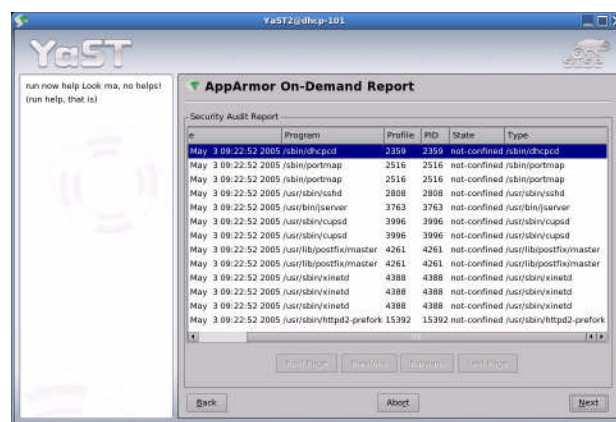 YaST2@dhcp-101
YaST
SUSE
run now help Look ma, no helps!
(run help, that is)
AppArmor On-Demand Report
Security Audit Report
e Program Profile PID State Type
May 3 09:22:52 2005 /sbin/dhcpcd 2359 2359 not-confined /sbin/dhcpcd
May 3 09:22:52 2005 /sbin/portmap 2516 2516 not-confined /sbin/portmap
May 3 09:22:52 2005 /sbin/portmap 2516 2516 not-confined /sbin/portmap
May 3 09:22:52 2005 /usr/sbin/sshd 2808 2808 not-confined /usr/sbin/sshd
May 3 09:22:52 2005 /usr/bin/jserver 3763 3763 not-confined /usr/bin/jserver
May 3 09:22:52 2005 /usr/sbin/cupsd 3996 3996 not-confined /usr/sbin/cupsd
May 3 09:22:52 2005 /usr/sbin/cupsd 3996 3996 not-confined /usr/sbin/cupsd
May 3 09:22:52 2005 /usr/lib/postfix/master 4261 4261 not-confined /usr/lib/postfix/master
May 3 09:22:52 2005 /usr/lib/postfix/master 4261 4261 not-confined /usr/lib/postfix/master
May 3 09:22:52 2005 /usr/sbin/xinetd 4388 4388 not-confined /usr/sbin/xinetd
May 3 09:22:52 2005 /usr/sbin/xinetd 4388 4388 not-confined /usr/sbin/xinetd
May 3 09:22:52 2005 /usr/sbin/xinetd 4388 4388 not-confined /usr/sbin/xinetd
May 3 09:22:52 2005 /usr/sbin/httpd2-prefork 15392 15392 not-confined /usr/sbin/httpd2-prefork
Back Abort Next